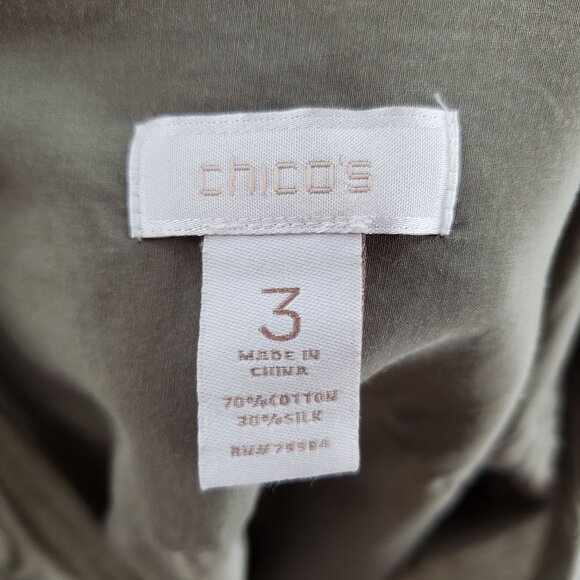 chico's
3
MADE IN
CHINA
70%COTTON
30%SILK
RN#79984